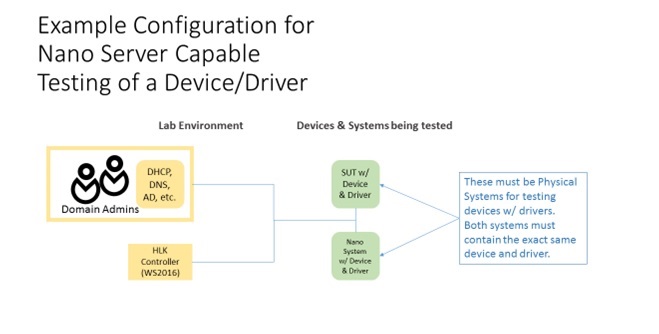 Example Configuration for
Nano Server Capable
Testing of a Device/Driver
Lab Environment
Devices & Systems being tested
DHCP,
DNS,
AD, etc.
Domain Admins
HLK
Controller
(WS2016)
SUT w/
Device
& Driver
Nano
System
w/ Device
& Driver
These must be Physical
Systems for testing
devices w/ drivers.
Both systems must
contain the exact same
device and driver.